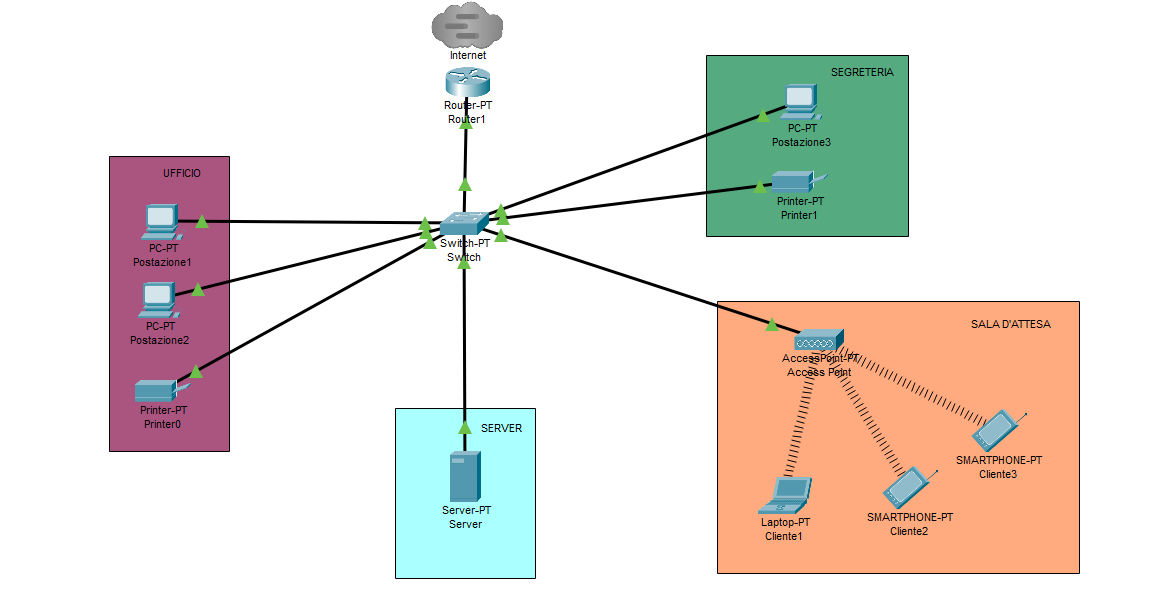 Internet
Router-PT
Router1
SEGRETERIA
PC-PT
Postazione3
Printer-PT
Printer1
UFFICIO
PC-PT
Postazione1
PC-PT
Postazione2
Printer-PT
Printer0
Switch-PT
Switch
SALA D'ATTESA
AccessPoint-PT
Access Point
SMARTPHONE-PT
Cliente3
SMARTPHONE-PT
Cliente2
Laptop-PT
Cliente1
SERVER
Server-PT
Server